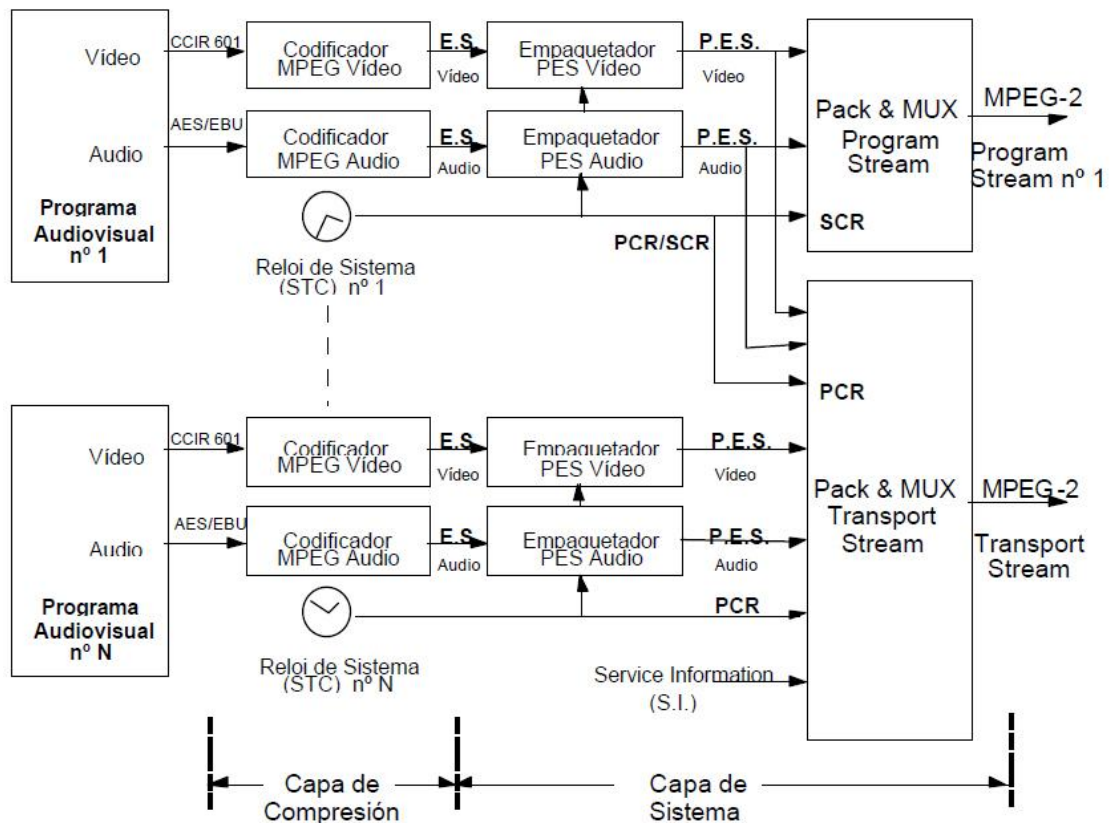 CCIR 601
Vídeo
Codificador
MPEG Vídeo
E.S.
Vídeo
Empaquetador
PES Vídeo
P.E.S.
Vídeo
AES/EBU
Audio
Codificador
MPEG Audio
E.S.
Audio
Empaquetador
PES Audio
P.E.S.
Audio
Pack & MUX
Program
Stream
MPEG-2
Program
Stream nº 1
Programa
Audiovisual
nº 1
SCR
PCR/SCR
Reloi de Sistema
(STC) nº 1
PCR
CCIR 601
Vídeo
Codificador
MPEG Vídeo
E.S.
Vídeo
Empaquetador
PES Vídeo
P.E.S.
Vídeo
AES/EBU
Audio
Codificador
MPEG Audio
E.S.
Audio
Empaquetador
PES Audio
P.E.S.
Audio
Pack & MUX
Transport
Stream
MPEG-2
Transport
Stream
Programa
Audiovisual
nº N
PCR
Reloi de Sistema
(STC) nº N
Service Information
(S.I.)
Capa de
Compresión
Capa de
Sistema